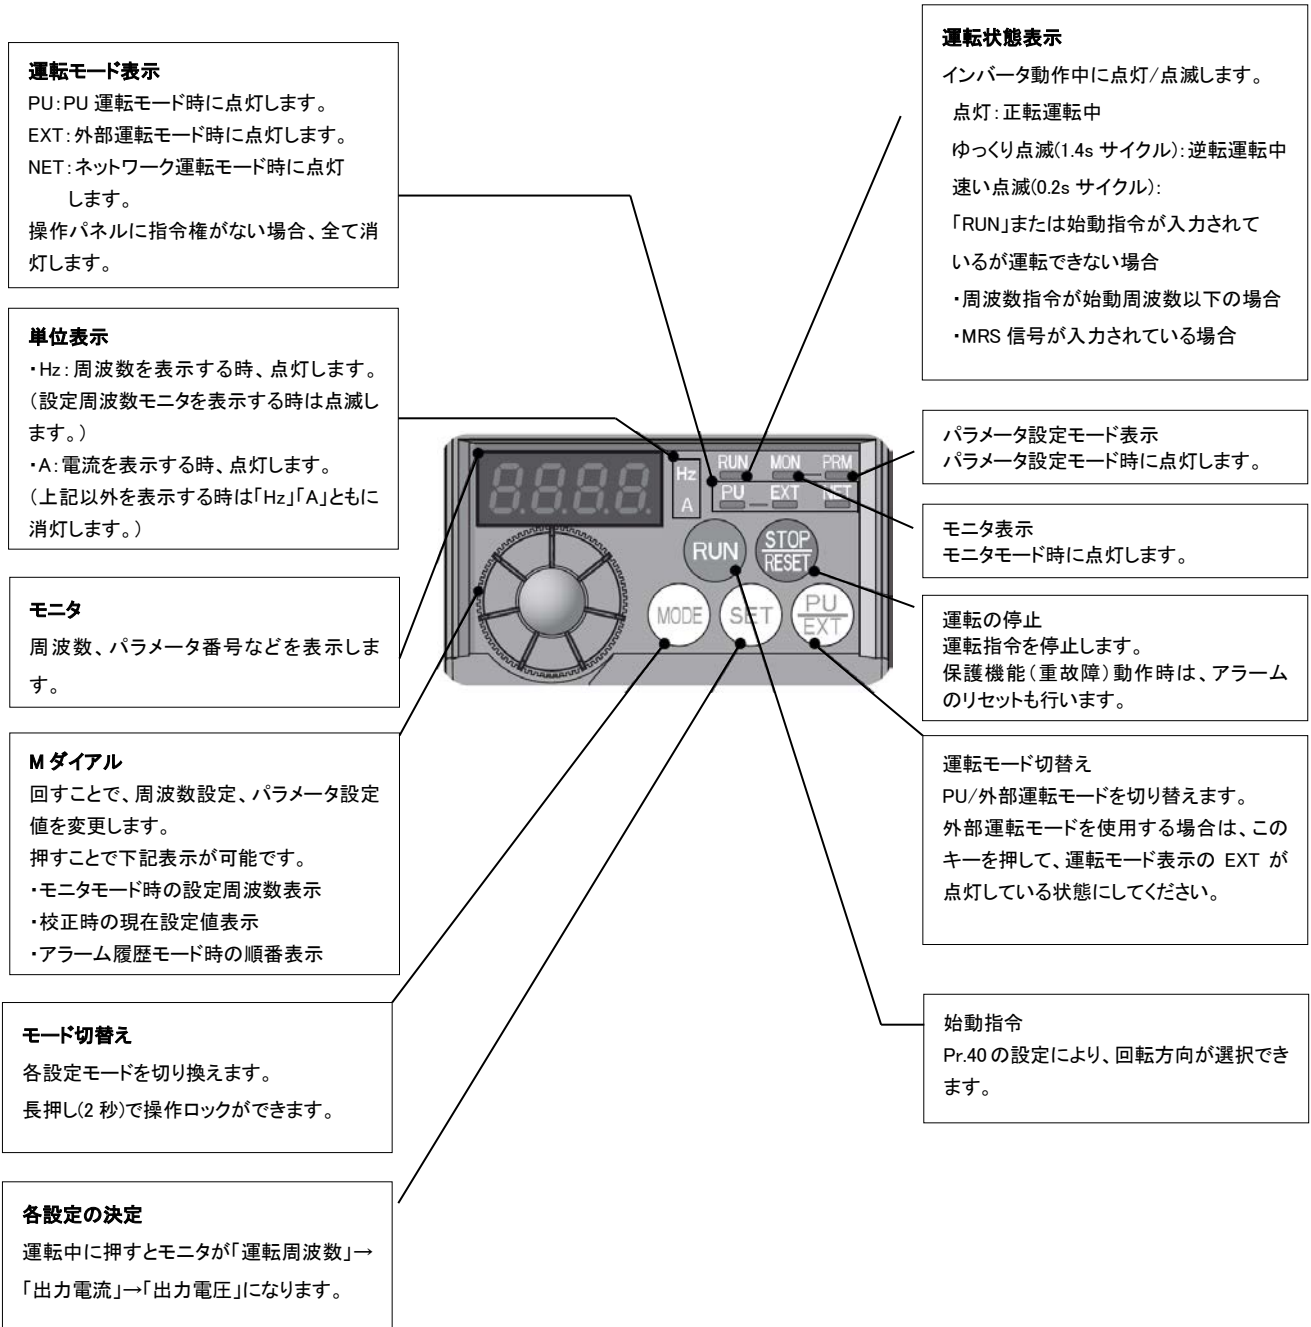 運転モード表示
PU:PU 運転モード時に点灯します。
EXT:外部運転モード時に点灯します。
NET:ネットワーク運転モード時に点灯
します。
操作パネルに指令権がない場合、全て消
灯します。
単位表示
・Hz:周波数を表示する時、点灯します。
(設定周波数モニタを表示する時は点滅し
ます。)
・A:電流を表示する時、点灯します。
(上記以外を表示する時は「Hz」「A」ともに
消灯します。)
モニタ
周波数、パラメータ番号などを表示しま
す。
M ダイアル
回すことで、周波数設定、パラメータ設定
値を変更します。
押すことで下記表示が可能です。
・モニタモード時の設定周波数表示
・校正時の現在設定値表示
・アラーム履歴モード時の順番表示
モード切替え
各設定モードを切り換えます。
長押し(2 秒)で操作ロックができます。
各設定の決定
運転中に押すとモニタが「運転周波数」→
「出力電流」→「出力電圧」になります。
8.8.8.8.
Hz
A
RUN MON PRM
PU EXT NET
RUN
STOP
RESET
MODE
SET
PU
EXT
運転状態表示
インバータ動作中に点灯/点滅します。
点灯:正転運転中
ゆっくり点滅(1.4s サイクル):逆転運転中
速い点滅(0.2s サイクル):
「RUN」または始動指令が入力されて
いるが運転できない場合
・周波数指令が始動周波数以下の場合
・MRS 信号が入力されている場合
パラメータ設定モード表示
パラメータ設定モード時に点灯します。
モニタ表示
モニタモード時に点灯します。
運転の停止
運転指令を停止します。
保護機能(重故障)動作時は、アラーム
のリセットも行います。
運転モード切替え
PU/外部運転モードを切り替えます。
外部運転モードを使用する場合は、この
キーを押して、運転モード表示の EXT が
点灯している状態にしてください。
始動指令
Pr.40 の設定により、回転方向が選択でき
ます。